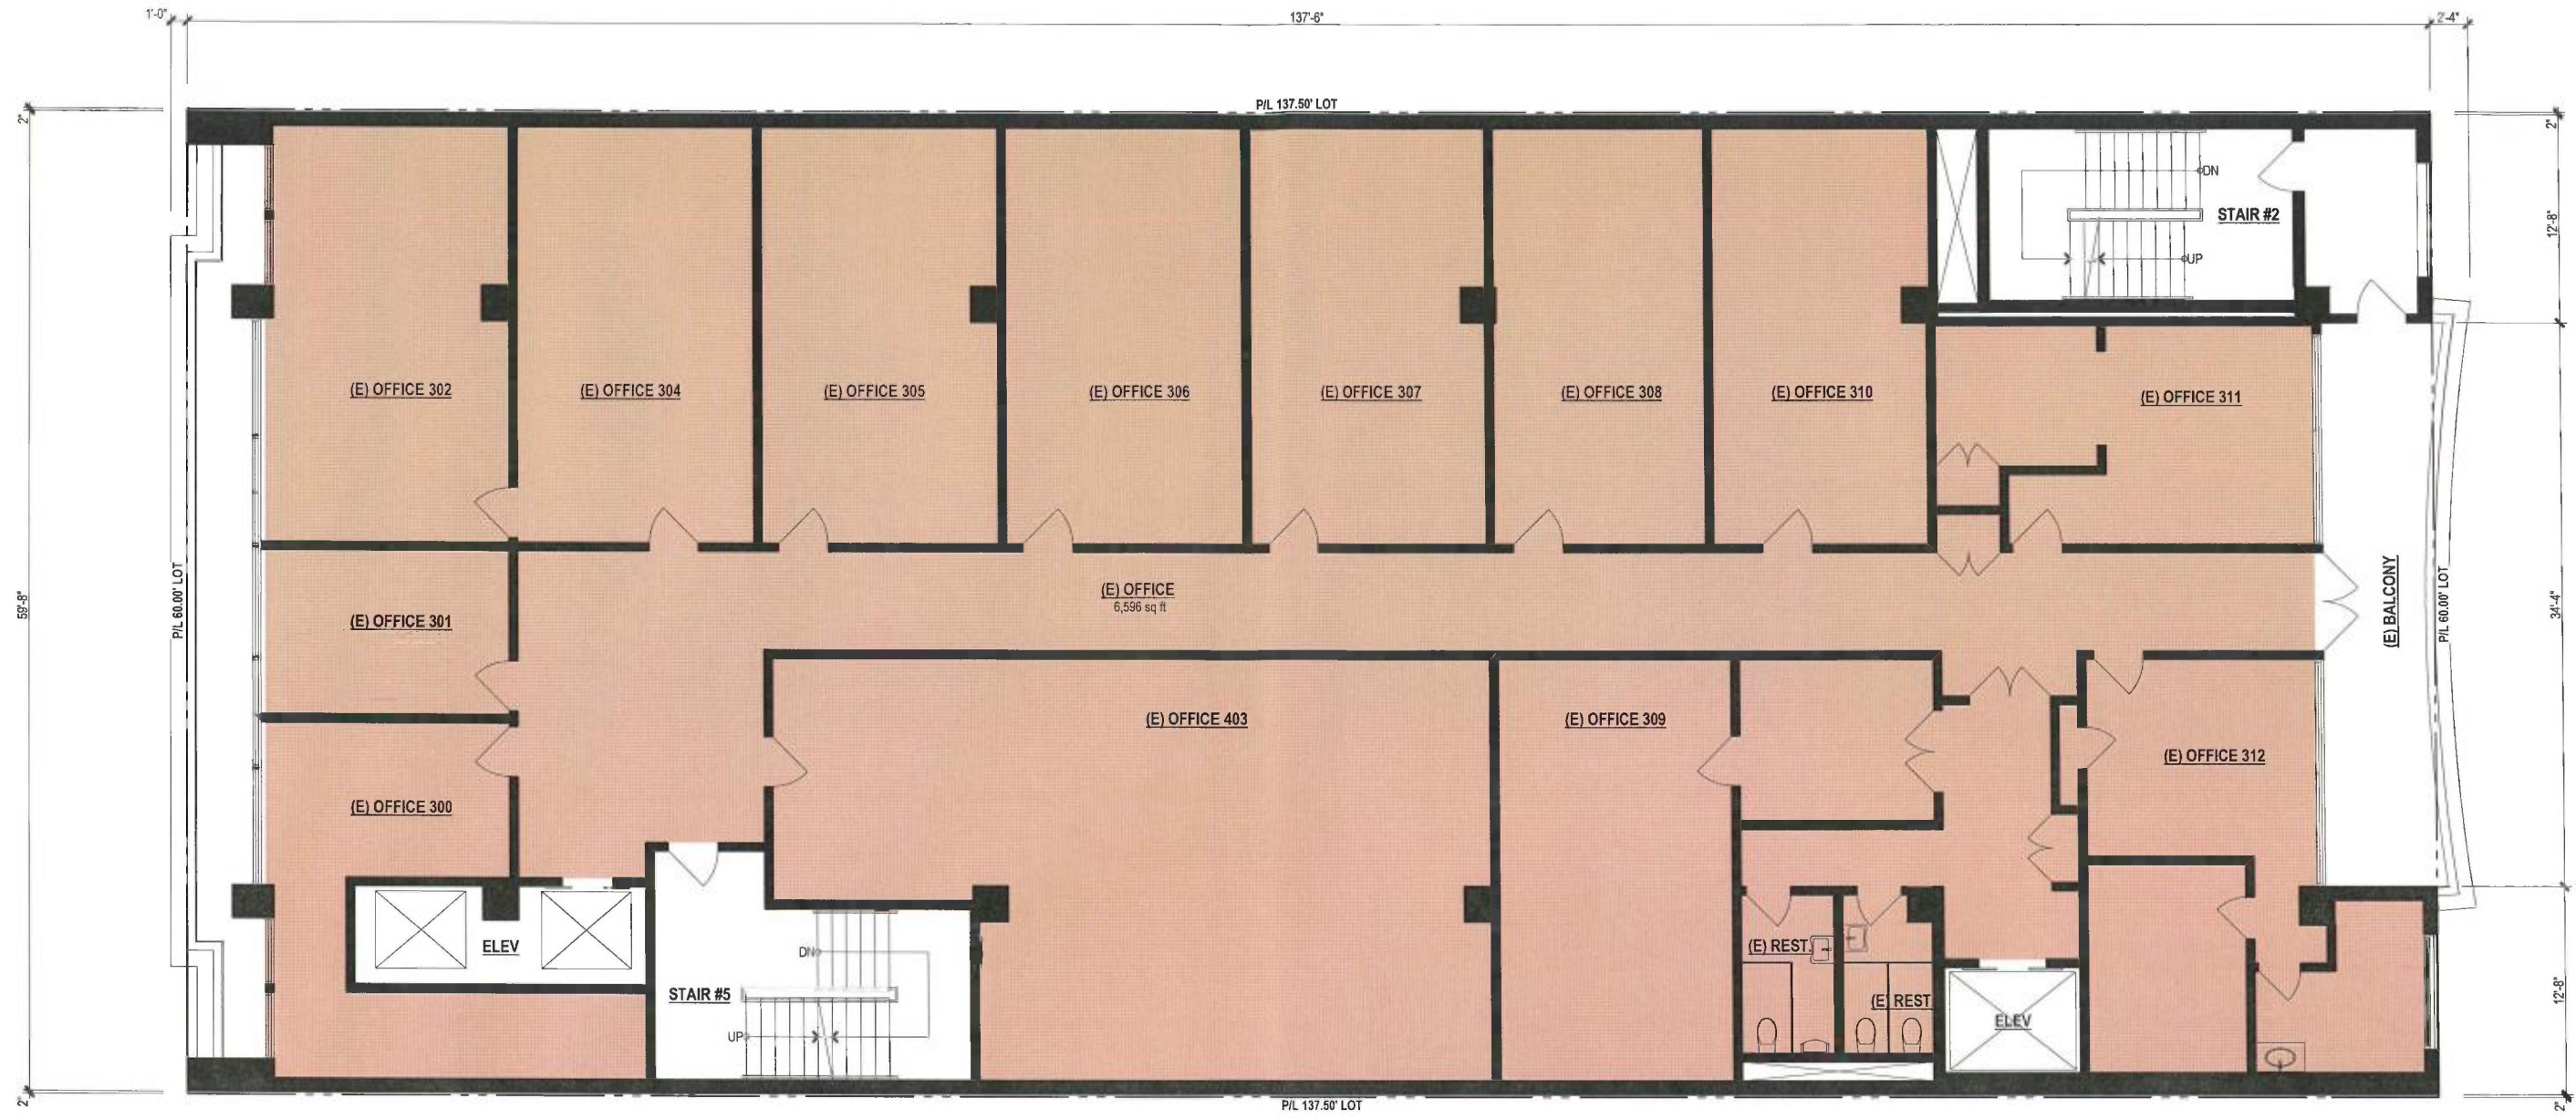 1'-0"
137'-6"
2'-4"
P/L 137.50' LOT
2"
2"
DN
STAIR #2
12'-8"
UP
(E) OFFICE 302
(E) OFFICE 304
(E) OFFICE 305
(E) OFFICE 306
(E) OFFICE 307
(E) OFFICE 308
(E) OFFICE 310
(E) OFFICE 311
59'-8"
P/L 60.00' LOT
(E) OFFICE
6,596 sq ft
(E) BALCONY
P/L 60.00' LOT
34'-4"
(E) OFFICE 301
(E) OFFICE 403
(E) OFFICE 309
(E) OFFICE 312
(E) OFFICE 300
ELEV
DN
(E) REST.
STAIR #5
(E) REST
12'-8"
ELEV
UP
2"
P/L 137.50' LOT
2"